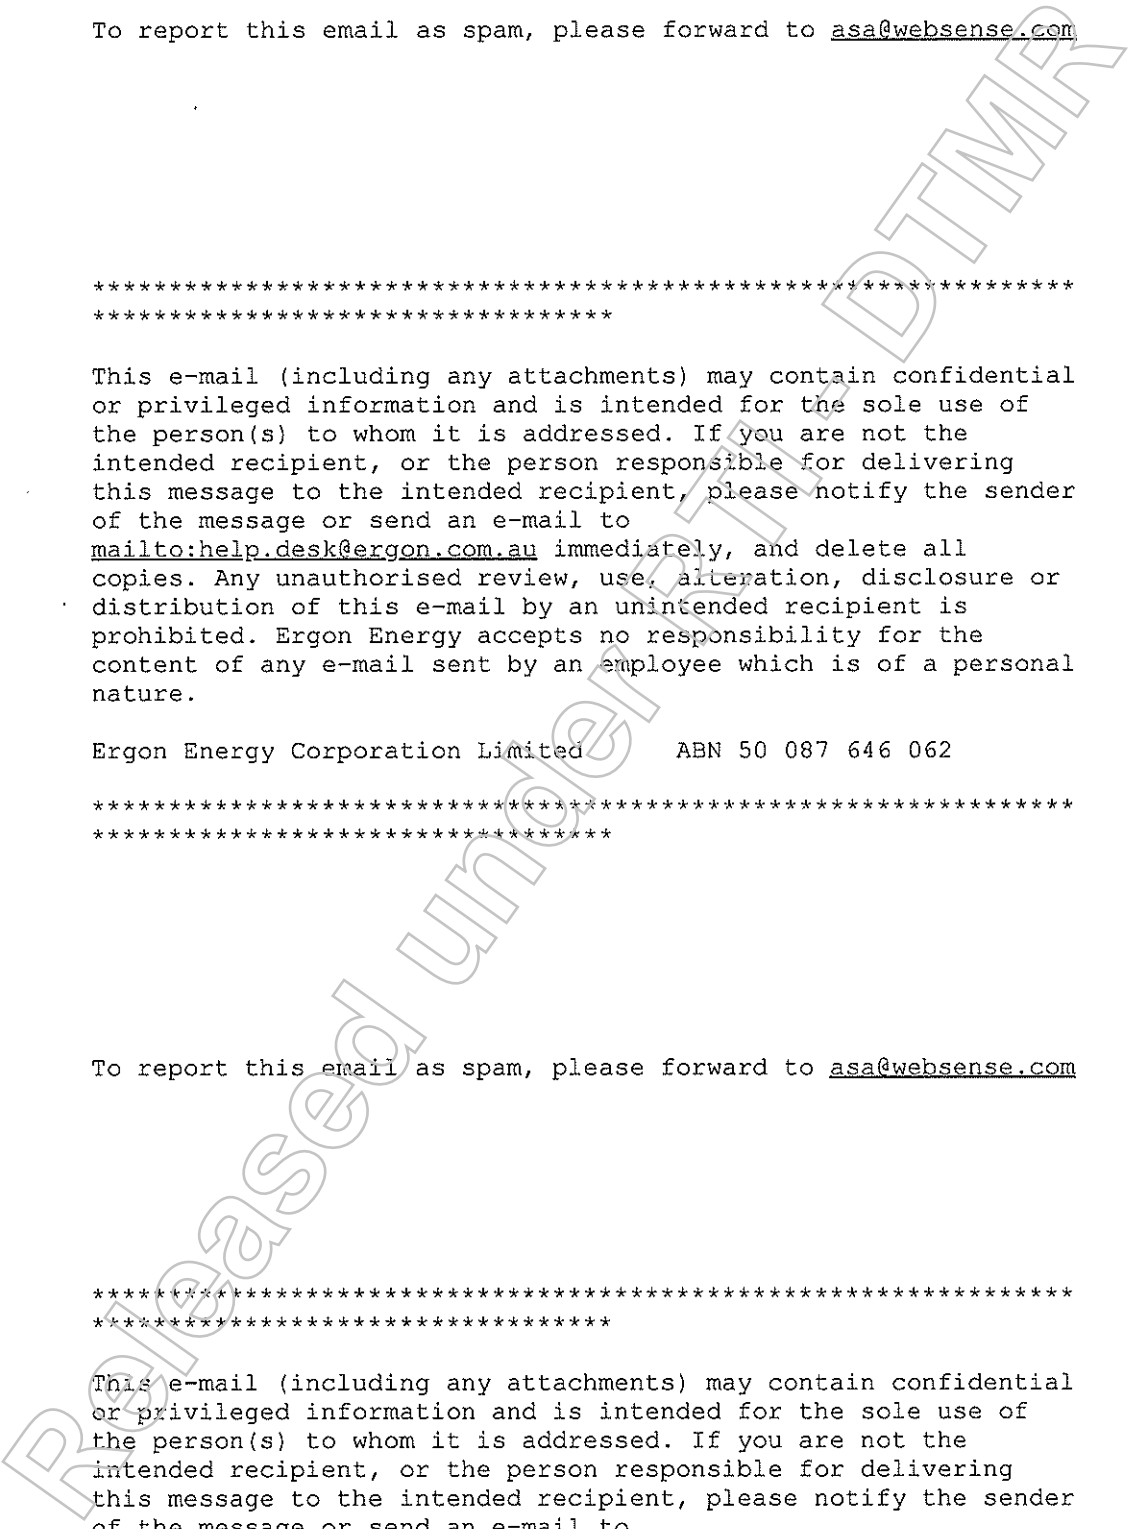 To report this email as spam, please forward to asa@websense.com
****************************************************************
**********************************
This e-mail (including any attachments) may contain confidential
or privileged information and is intended for the sole use of
the person(s) to whom it is addressed. If you are not the
intended recipient, or the person responsible for delivering
this message to the intended recipient, please notify the sender
of the message or send an e-mail to
mailto:help.desk@ergon.com.au immediately, and delete all
copies. Any unauthorised review, use, alteration, disclosure or
distribution of this e-mail by an unintended recipient is
prohibited. Ergon Energy accepts no responsibility for the
content of any e-mail sent by an employee which is of a personal
nature.
Ergon Energy Corporation Limited ABN 50 087 646 062
****************************************************************
**********************************
To report this email as spam, please forward to asa@websense.com
****************************************************************
**********************************
This e-mail (including any attachments) may contain confidential
or privileged information and is intended for the sole use of
the person(s) to whom it is addressed. If you are not the
intended recipient, or the person responsible for delivering
this message to the intended recipient, please notify the sender
of the message or send an e-mail to
Released under RTI - DTMR